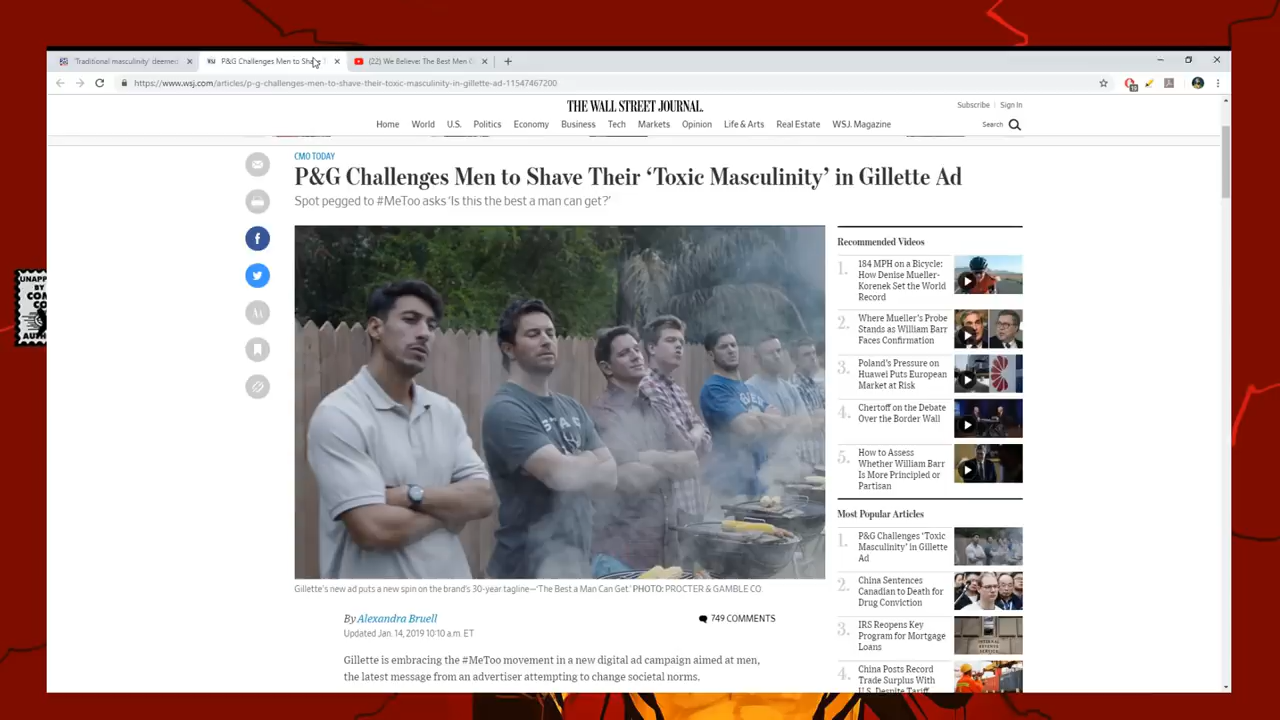 'Traditional masculinity' deemed
P&G Challenges Men to Shave T
(22) We Believe: The Best Men C
https://www.wsj.com/articles/p-g-challenges-men-to-shave-their-toxic-masculinity-in-gillette-ad-11547467200
THE WALL STREET JOURNAL.
Subscribe | Sign In
Home World U.S. Politics Economy Business Tech Markets Opinion Life & Arts Real Estate WSJ. Magazine
Search
CMO TODAY
P&G Challenges Men to Shave Their 'Toxic Masculinity' in Gillette Ad
Spot pegged to #MeToo asks 'Is this the best a man can get?'
Gillette's new ad puts a new spin on the brand's 30-year tagline—'The Best a Man Can Get.' PHOTO: PROCTER & GAMBLE CO.
By Alexandra Bruell
749 COMMENTS
Updated Jan. 14, 2019 10:10 a.m. ET
Gillette is embracing the #MeToo movement in a new digital ad campaign aimed at men,
the latest message from an advertiser attempting to change societal norms.
Recommended Videos
1. 184 MPH on a Bicycle:
How Denise Mueller-
Korenek Set the World
Record
2. Where Mueller's Probe
Stands as William Barr
Faces Confirmation
3. Poland's Pressure on
Huawei Puts European
Market at Risk
4. Chertoff on the Debate
Over the Border Wall
5. How to Assess
Whether William Barr
Is More Principled or
Partisan
Most Popular Articles
1. P&G Challenges 'Toxic
Masculinity' in Gillette
Ad
2. China Sentences
Canadian to Death for
Drug Conviction
3. IRS Reopens Key
Program for Mortgage
Loans
4. China Posts Record
Trade Surplus With
U.S. Despite Tariff
UNAPP
BY
COM
CO
AUTH